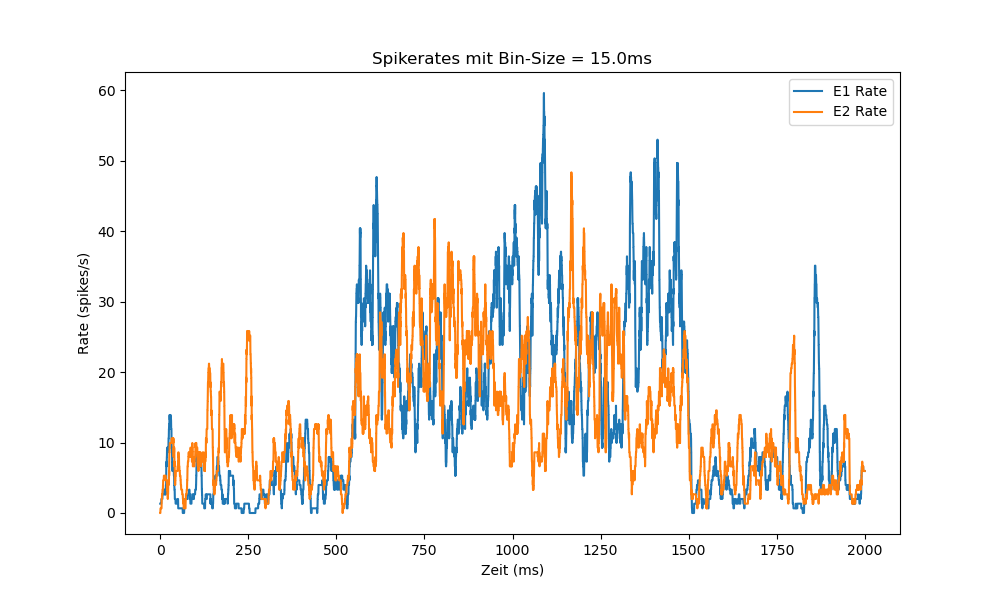 Spikerates mit Bin-Size = 15.0ms
E1 Rate
E2 Rate
Rate (spikes/s)
60
50
40
30
20
10
0
0 250 500 750 1000 1250 1500 1750 2000
Zeit (ms)